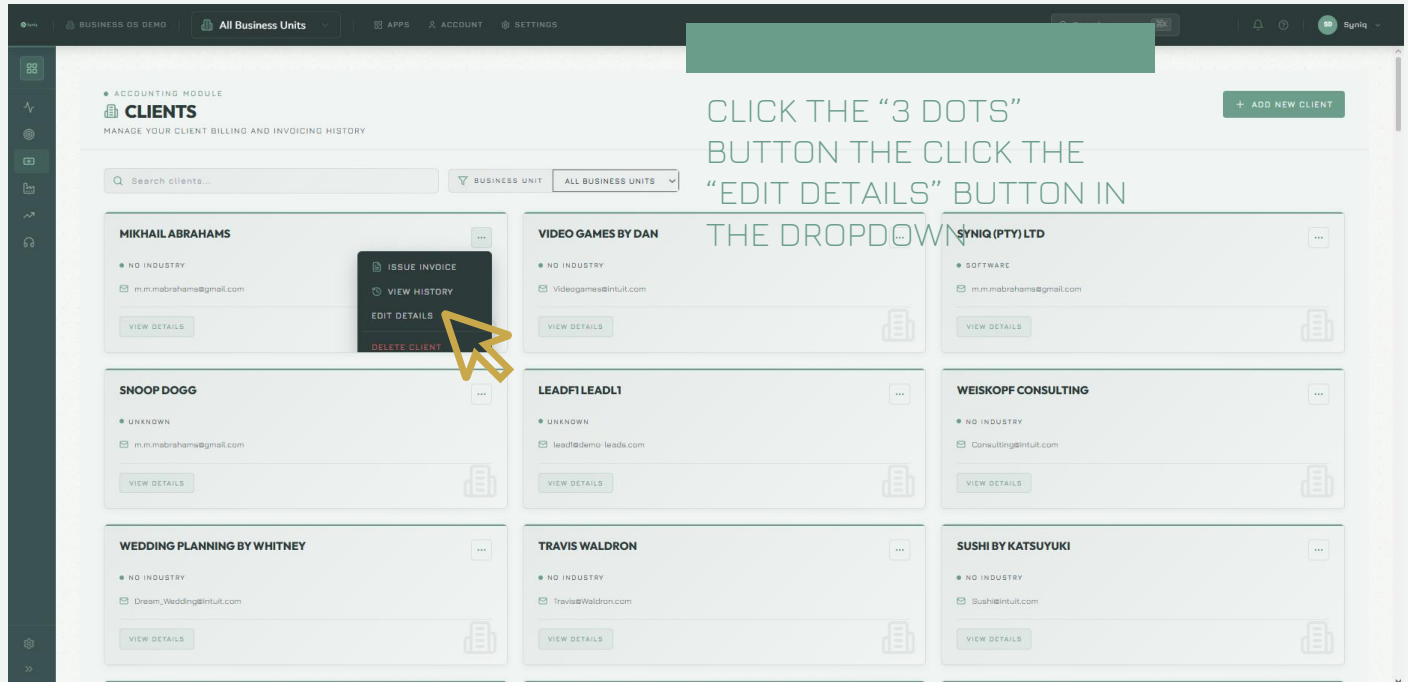 Syniq
BUSINESS OS DEMO
All Business Units
APPS
ACCOUNT
SETTINGS
SD
Syniq
ACCOUNTING MODULE
CLIENTS
MANAGE YOUR CLIENT BILLING AND INVOICING HISTORY
+ ADD NEW CLIENT
CLICK THE “3 DOTS”
BUTTON THE CLICK THE
“EDIT DETAILS” BUTTON IN
THE DROPDOWN
Search clients...
BUSINESS UNIT
ALL BUSINESS UNITS
MIKHAIL ABRAHAMS
NO INDUSTRY
m.m.mabrahams@gmail.com
VIEW DETAILS
ISSUE INVOICE
VIEW HISTORY
EDIT DETAILS
DELETE CLIENT
VIDEO GAMES BY DAN
NO INDUSTRY
Videogames@intuit.com
VIEW DETAILS
SYNIQ (PTY) LTD
SOFTWARE
m.m.mabrahams@gmail.com
VIEW DETAILS
SNOOP DOGG
UNKNOWN
m.m.mabrahams@gmail.com
VIEW DETAILS
LEADF1 LEADL1
UNKNOWN
lead1@demo-leads.com
VIEW DETAILS
WEISKOPF CONSULTING
NO INDUSTRY
Consulting@intuit.com
VIEW DETAILS
WEDDING PLANNING BY WHITNEY
NO INDUSTRY
Dream_Wedding@intuit.com
VIEW DETAILS
TRAVIS WALDRON
NO INDUSTRY
Travis@Waldron.com
VIEW DETAILS
SUSHI BY KATSUYUKI
NO INDUSTRY
Sushi@intuit.com
VIEW DETAILS